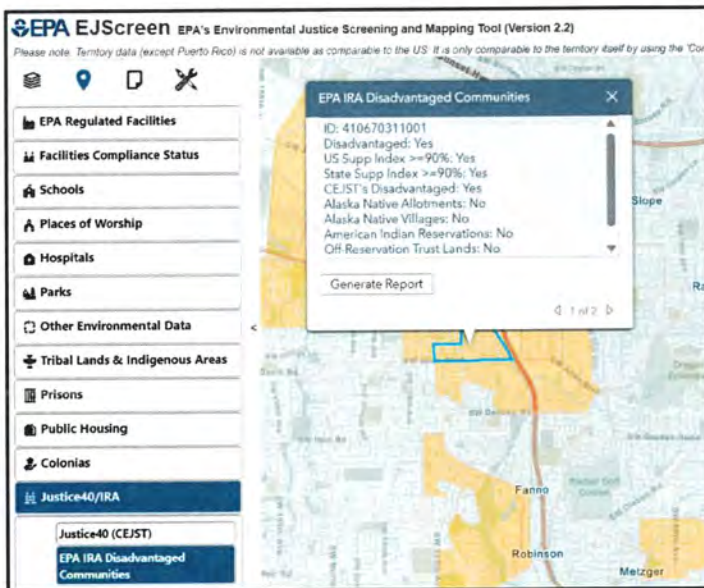 EPA EJScreen EPA's Environmental Justice Screening and Mapping Tool (Version 2.2)
Please note: Territory data (except Puerto Rico) is not available as comparable to the US. It is only comparable to the territory itself by using the 'Con
EPA Regulated Facilities
Facilities Compliance Status
Schools
Places of Worship
Hospitals
Parks
Other Environmental Data
Tribal Lands & Indigenous Areas
Prisons
Public Housing
Colonias
Justice40/IRA
Justice40 (CEJST)
EPA IRA Disadvantaged
Communities
<
EPA IRA Disadvantaged Communities
ID: 410670311001
Disadvantaged: Yes
US Supp Index >=90%: Yes
State Supp Index >=90%: Yes
CEJST's Disadvantaged: Yes
Alaska Native Allotments: No
Alaska Native Villages: No
American Indian Reservations: No
Off-Reservation Trust Lands: No
Generate Report
1 of 2
Slope
Ra
Fanno
Robinson
Metzger